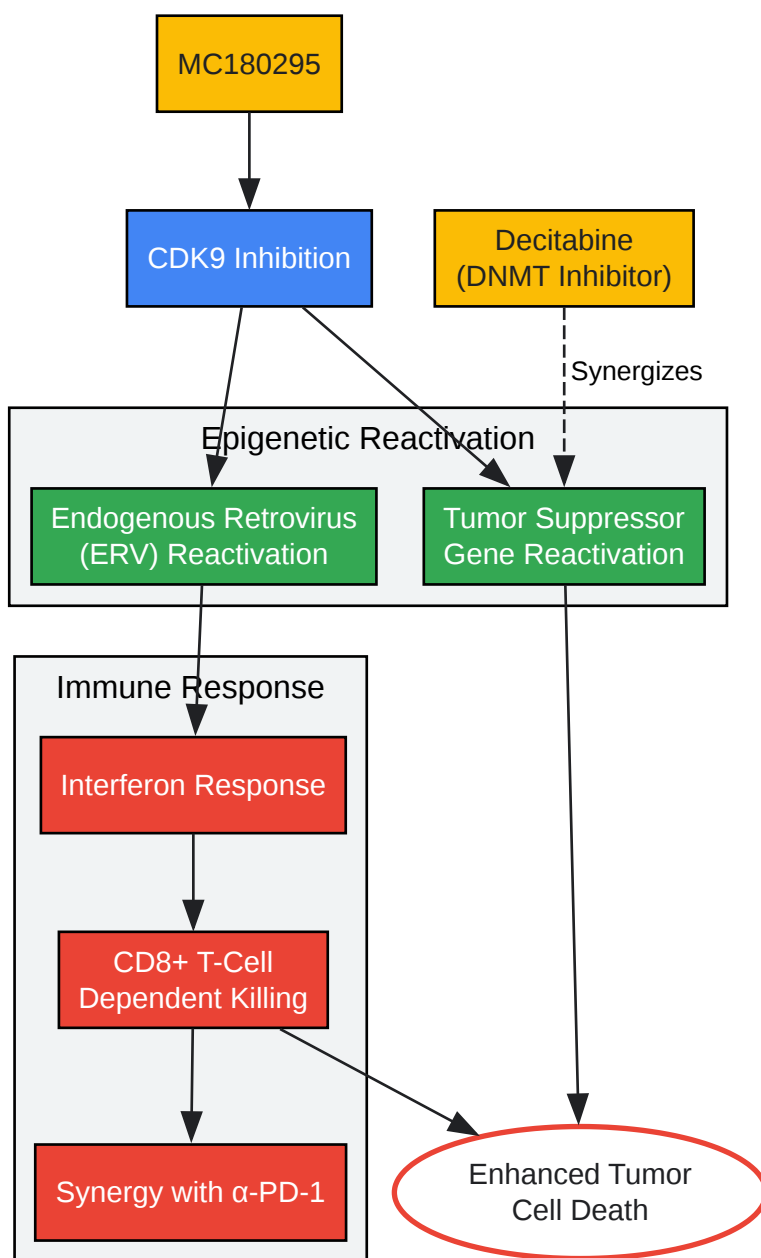 MC180295
CDK9 Inhibition
Decitabine
(DNMT Inhibitor)
Synergizes
Epigenetic Reactivation
Endogenous Retrovirus
(ERV) Reactivation
Tumor Suppressor
Gene Reactivation
Immune Response
Interferon Response
CD8+ T-Cell
Dependent Killing
Synergy with α-PD-1
Enhanced Tumor
Cell Death